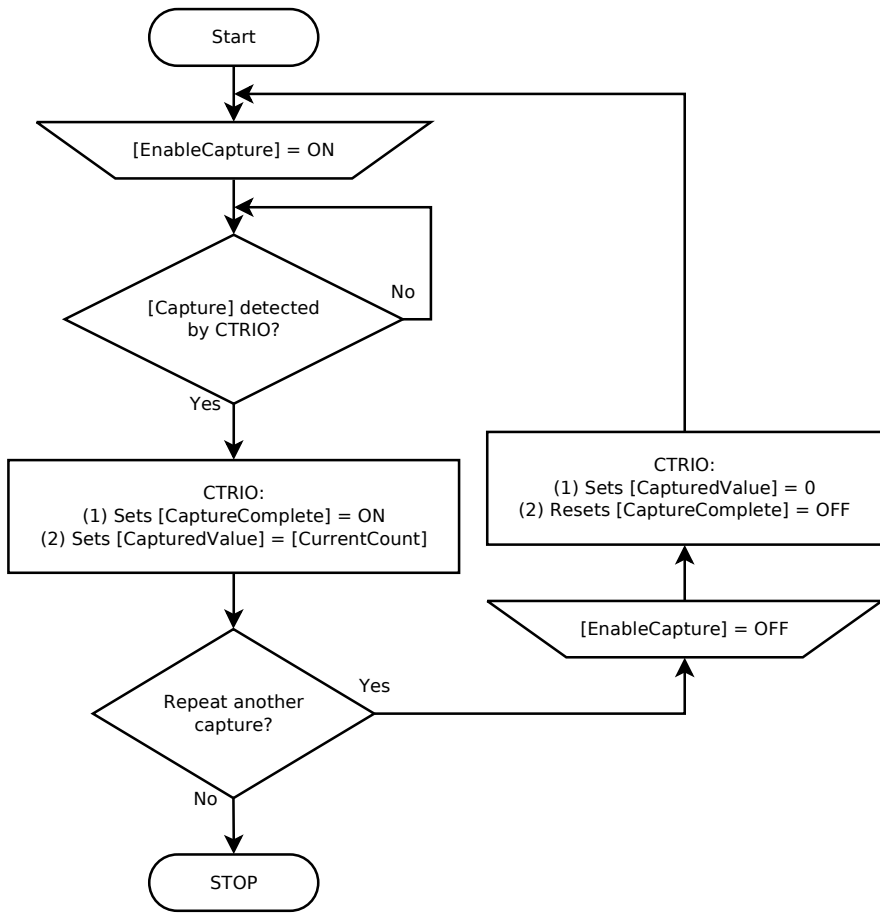 Start
[EnableCapture] = ON
[Capture] detected
by CTRIO?
No
Yes
CTRIO:
(1) Sets [CaptureComplete] = ON
(2) Sets [CapturedValue] = [CurrentCount]
Repeat another
capture?
Yes
No
STOP
[EnableCapture] = OFF
CTRIO:
(1) Sets [CapturedValue] = 0
(2) Resets [CaptureComplete] = OFF